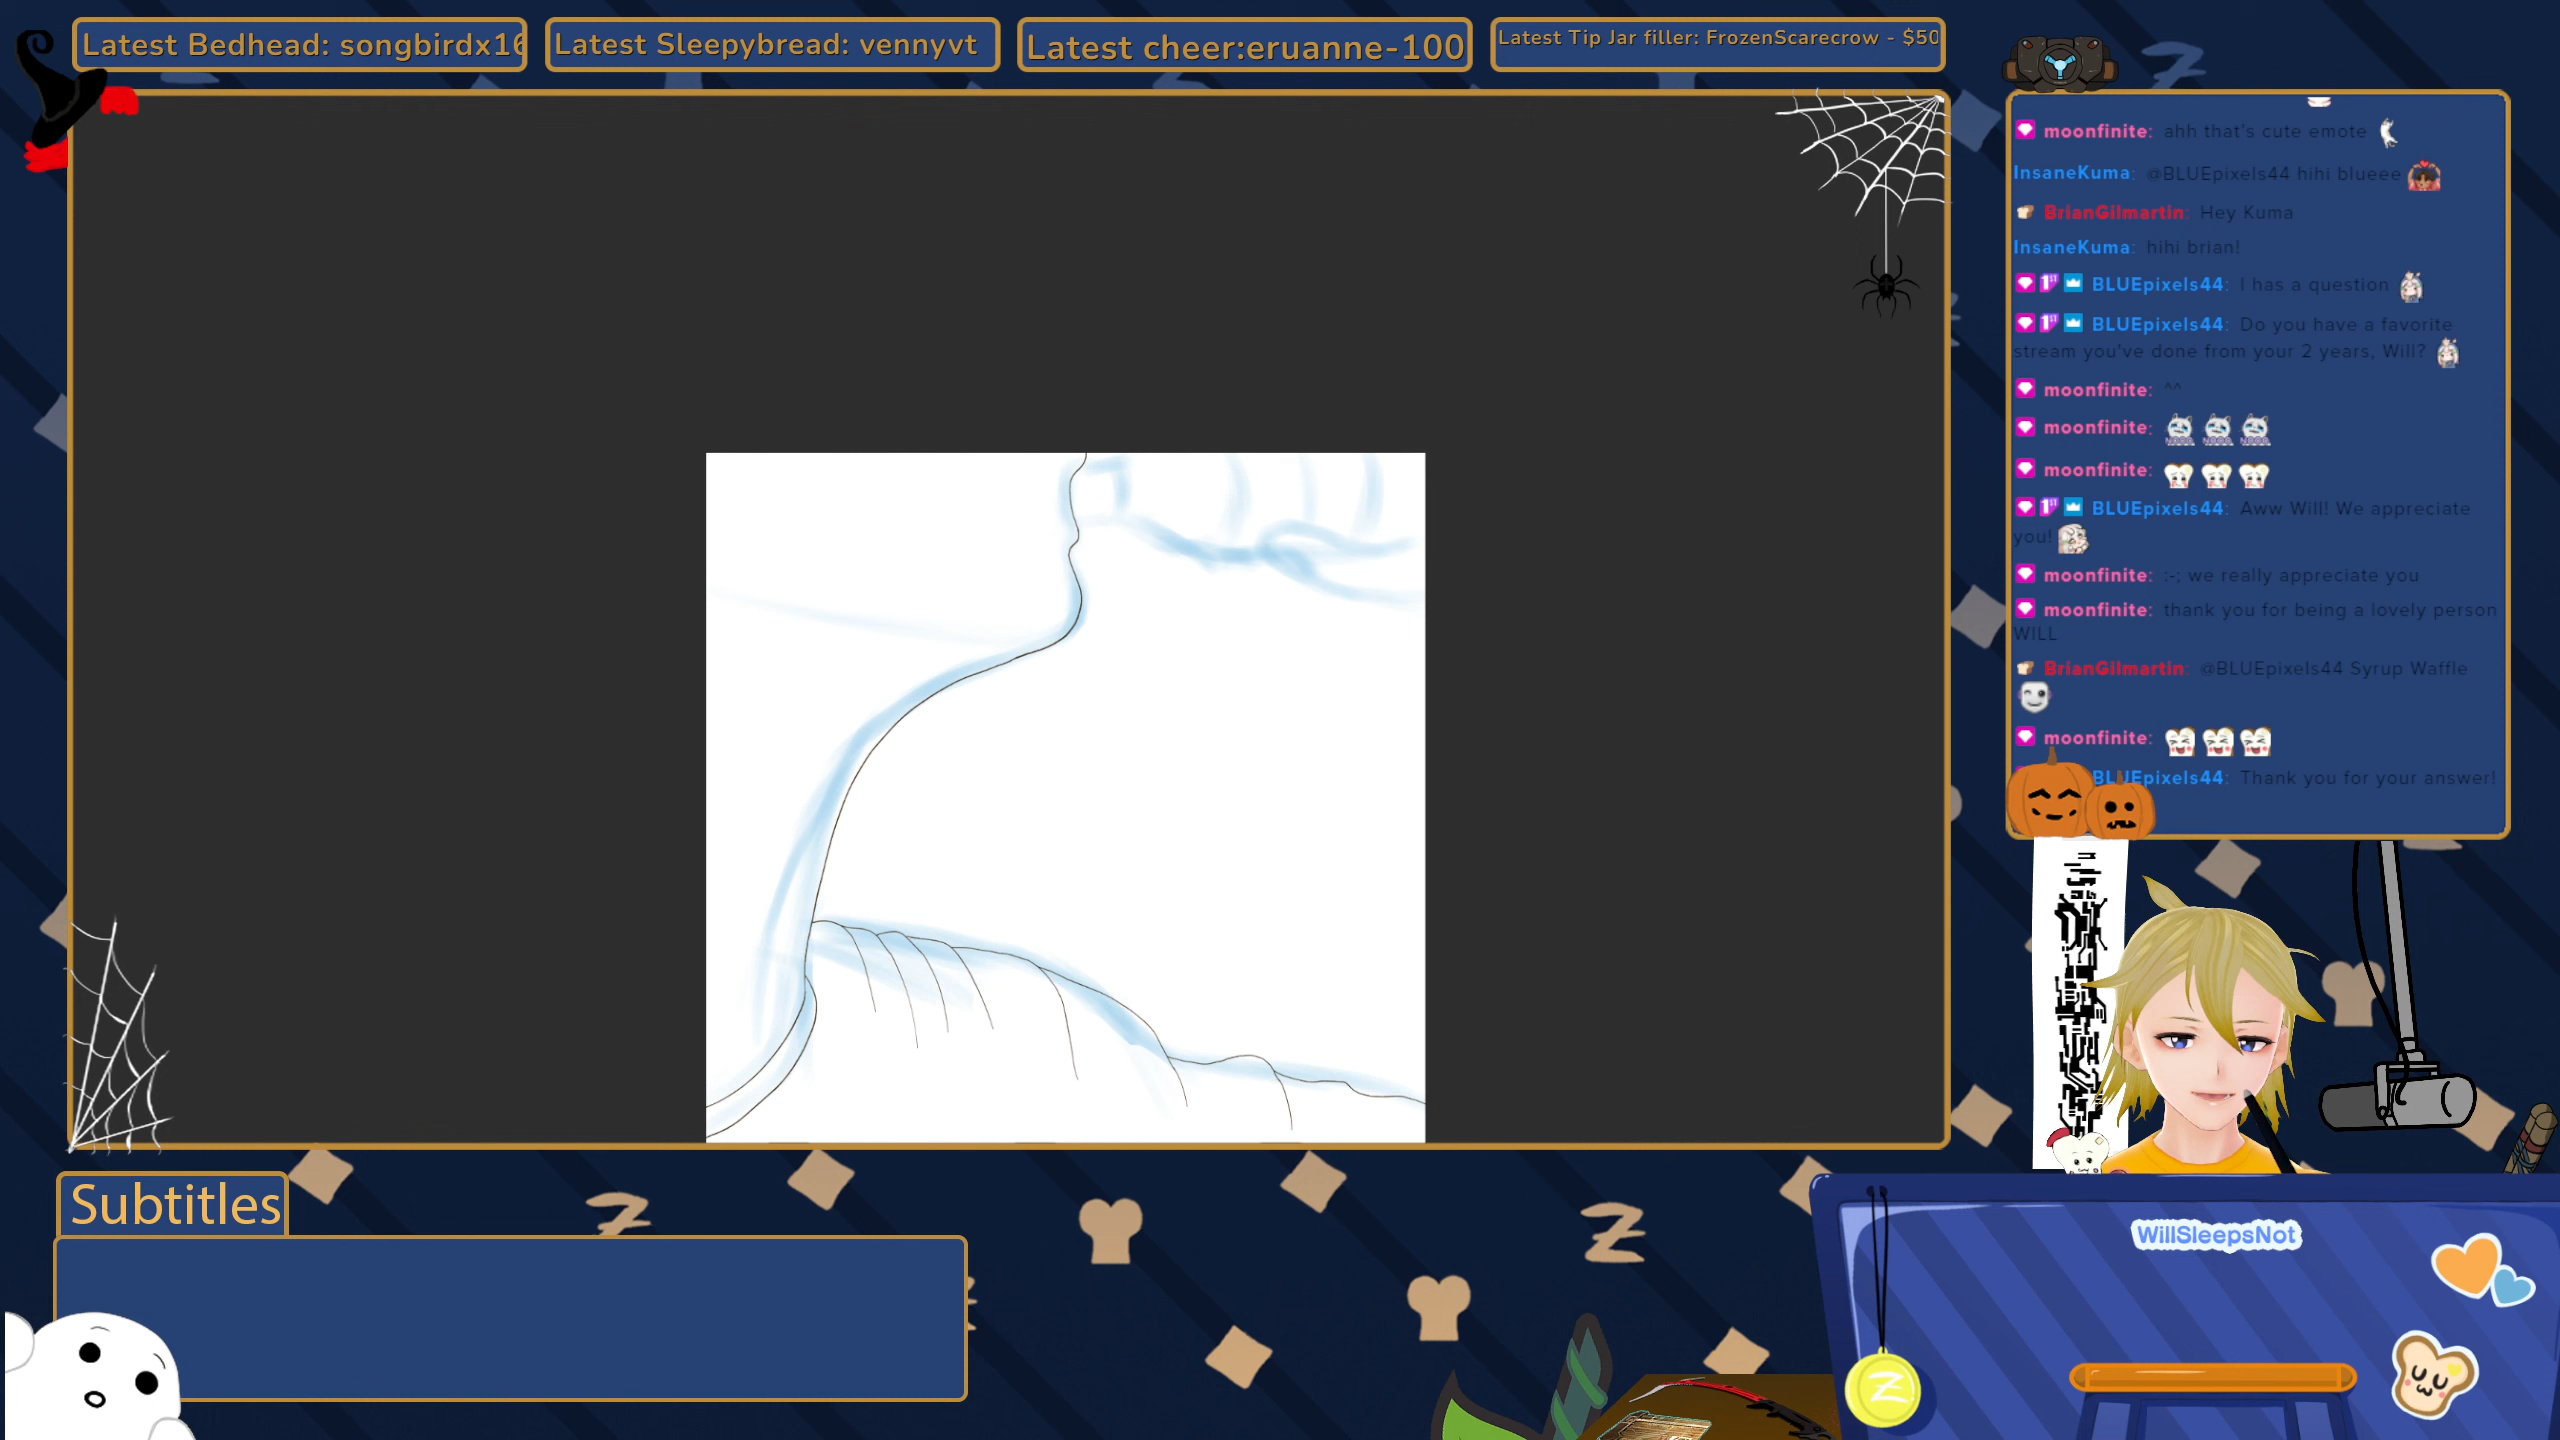 Latest Bedhead: songbirdx16
Latest Sleepybread: vennyvt
Latest cheer:eruanne-100
Latest Tip Jar filler: FrozenScarecrow - $50
moonfinite: ahh that's cute emote
InsaneKuma: @BLUEpixels44 hihi blueee
BrianGilmartin: Hey Kuma
InsaneKuma: hihi brian!
BLUEpixels44: I has a question
BLUEpixels44: Do you have a favorite
stream you've done from your 2 years, Will?
moonfinite: ^^
moonfinite:
moonfinite:
BLUEpixels44: Aww Will! We appreciate
you!
moonfinite: :-; we really appreciate you
moonfinite: thank you for being a lovely person
WILL
BrianGilmartin: @BLUEpixels44 Syrup Waffle
moonfinite:
BLUEpixels44: Thank you for your answer!
Subtitles
WillSleepsNot
Z